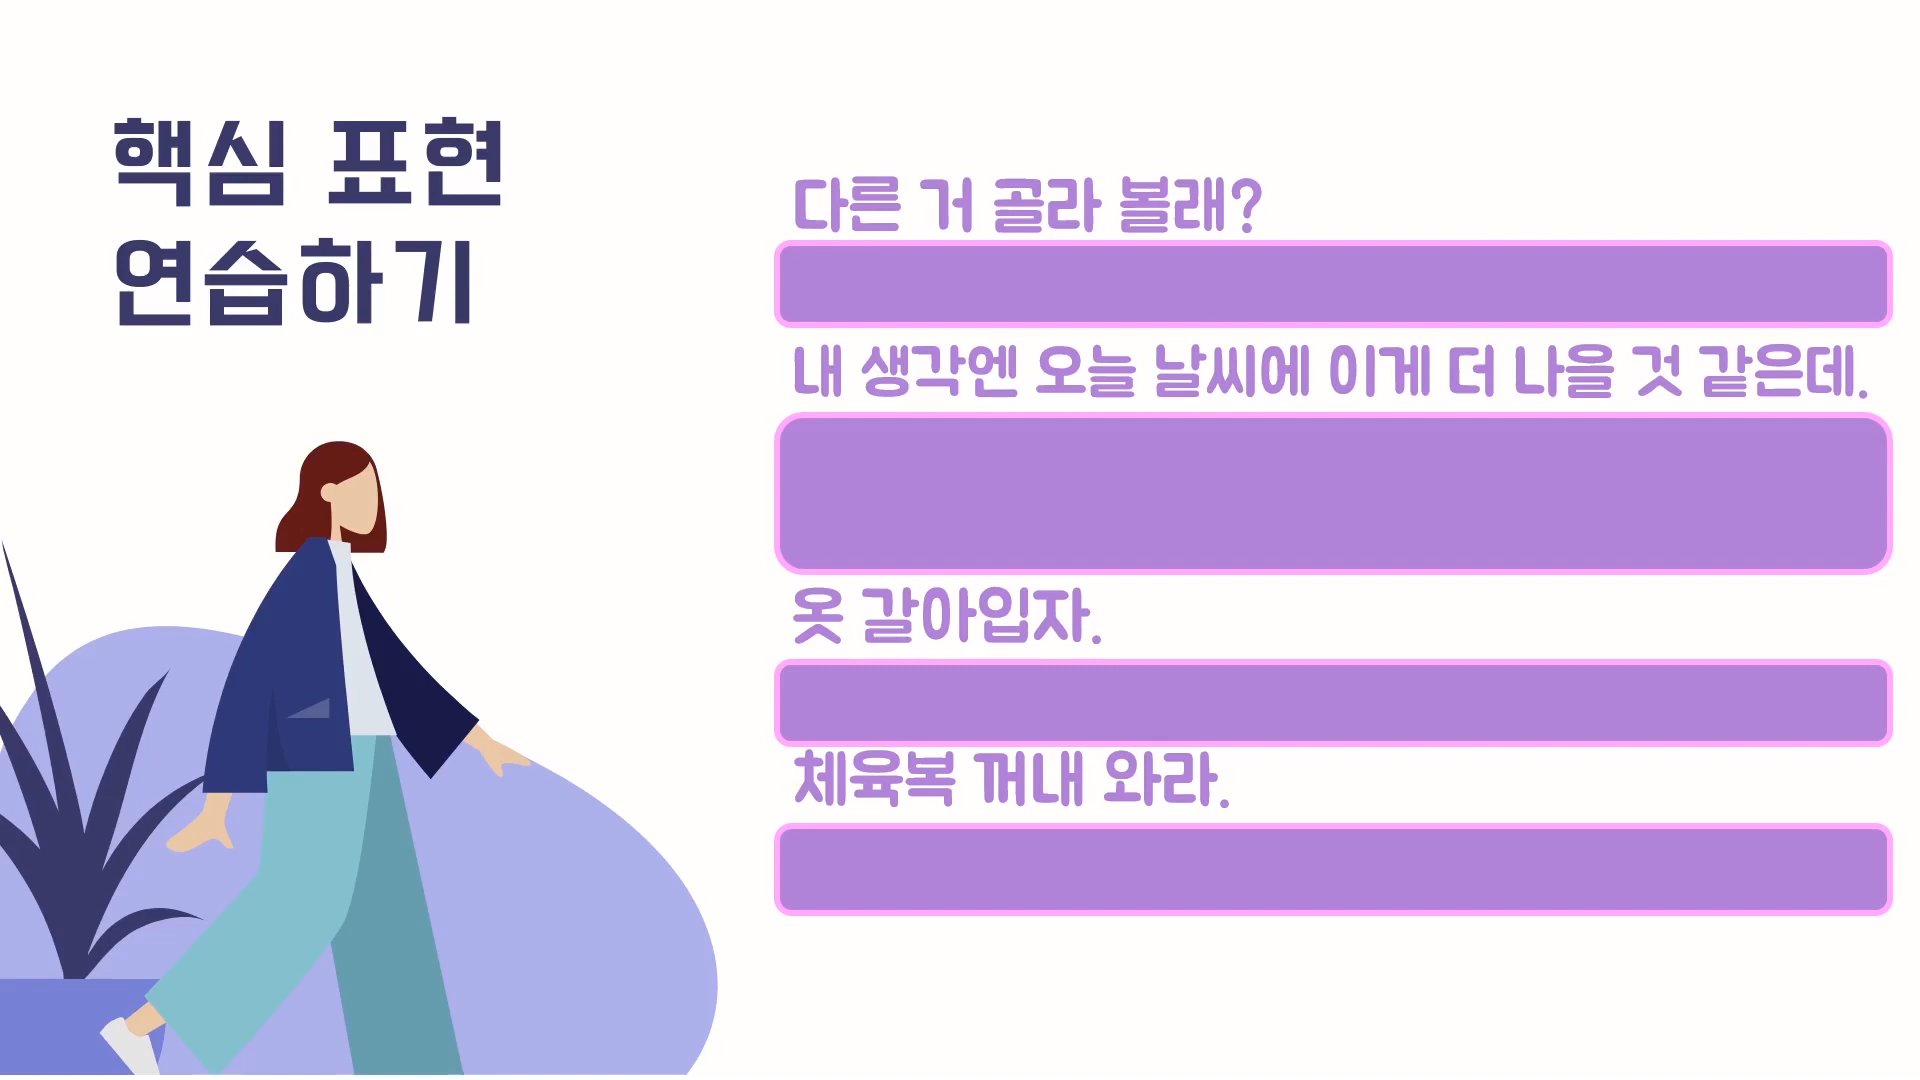 핵심 표현
연습하기
다른 거 골라 볼래?
내 생각엔 오늘 날씨에 이게 더 나을 것 같은데.
옷 갈아입자.
체육복 꺼내 와라.